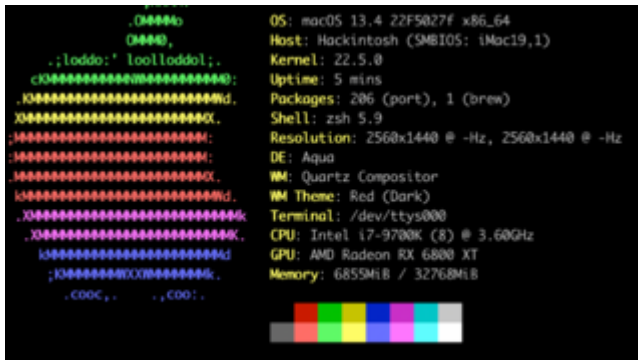 OS: macOS 13.4 22F5027f x86_64
Host: Hackintosh (SMBIOS: iMac19,1)
Kernel: 22.5.0
Uptime: 5 mins
Packages: 206 (port), 1 (brew)
Shell: zsh 5.9
Resolution: 2560x1440 @ -Hz, 2560x1440 @ -Hz
DE: Aqua
WM: Quartz Compositor
WM Theme: Red (Dark)
Terminal: /dev/ttys000
CPU: Intel i7-9700K (8) @ 3.60GHz
GPU: AMD Radeon RX 6800 XT
Memory: 6855MiB / 32768MiB